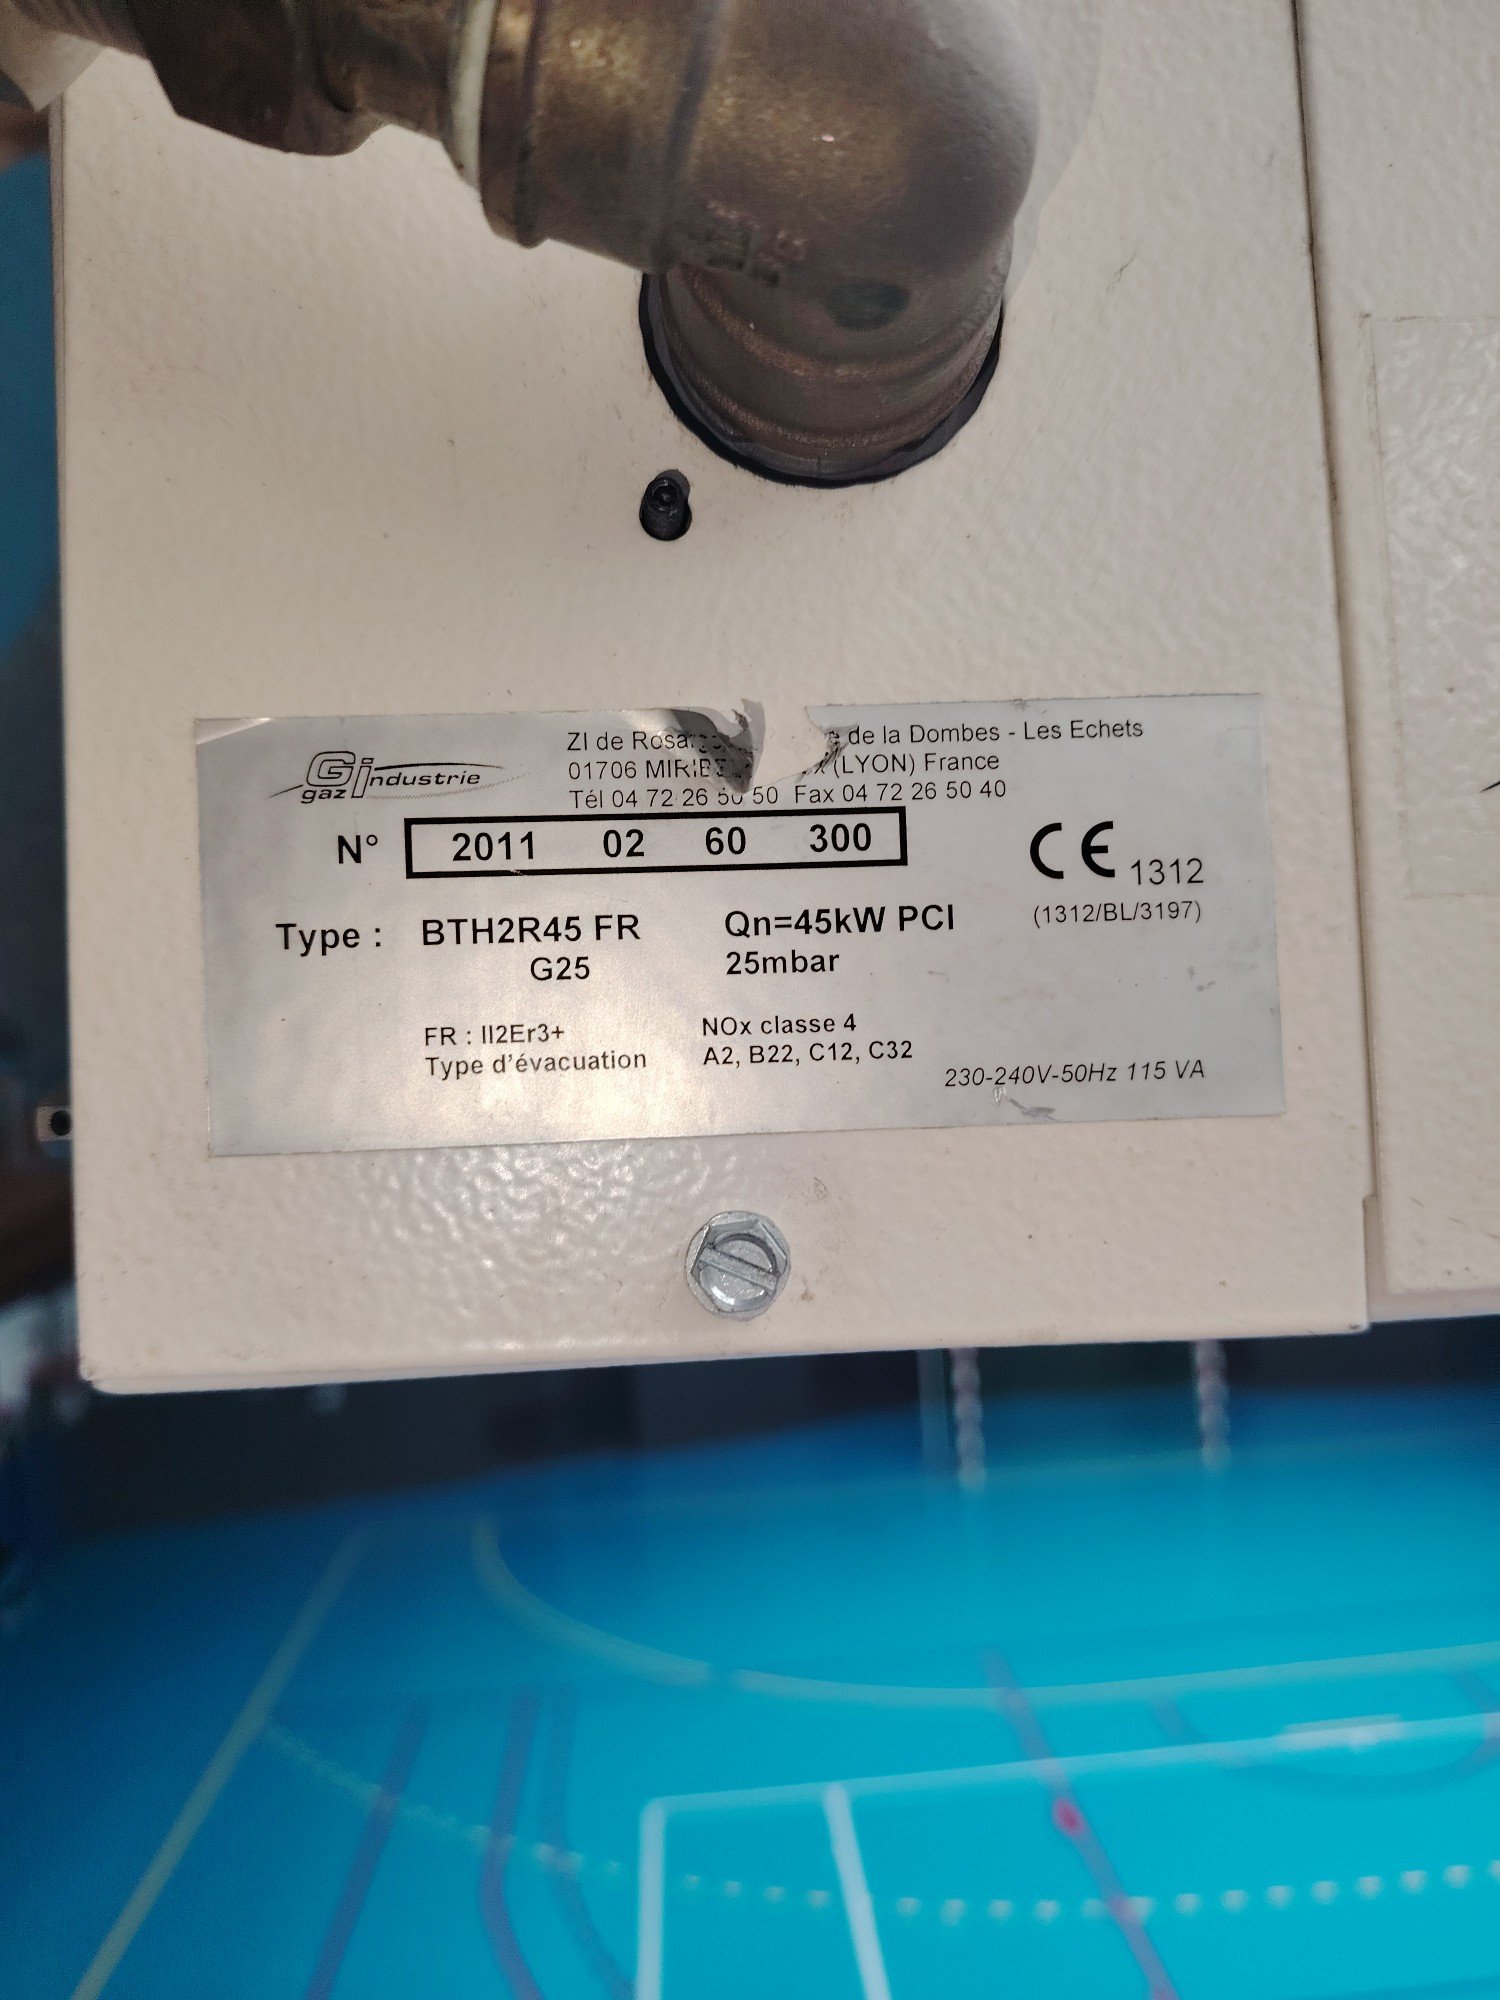 Gaz industrie
ZI de Rosa de la Dombes - Les Echets
01706 (LYON) France
Tél 04 72 26 50 50 Fax 04 72 26 50 40
N° 2011 02 60 300
CE 1312
(1312/BL/3197)
Type : BTH2R45 FR Qn=45kW PCI
G25 25mbar
FR : II2Er3+ NOx classe 4
Type d'évacuation A2, B22, C12, C32
230-240V-50Hz 115 VA